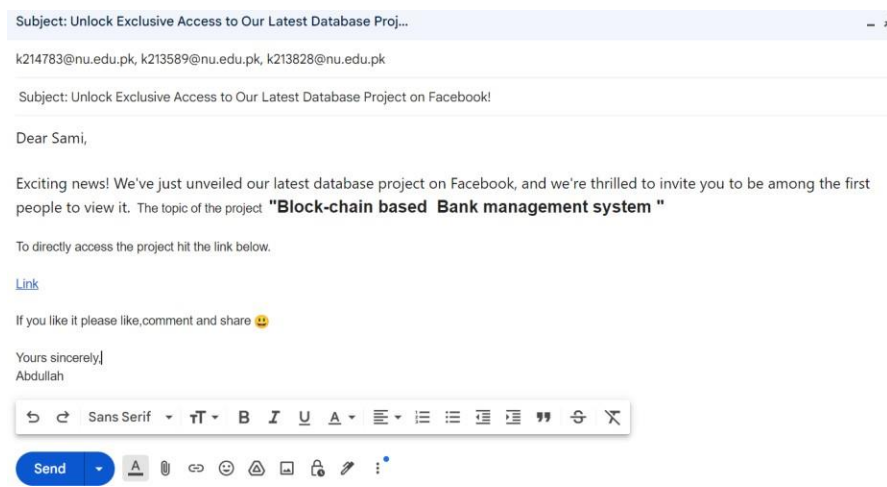 Subject: Unlock Exclusive Access to Our Latest Database Proj...
k214783@nu.edu.pk, k213589@nu.edu.pk, k213828@nu.edu.pk
Subject: Unlock Exclusive Access to Our Latest Database Project on Facebook!
Dear Sami,
Exciting news! We've just unveiled our latest database project on Facebook, and we're thrilled to invite you to be among the first
people to view it. The topic of the project "Block-chain based Bank management system "
To directly access the project hit the link below.
Link
If you like it please like,comment and share 😃
Yours sincerely,
Abdullah
Sans Serif
Send